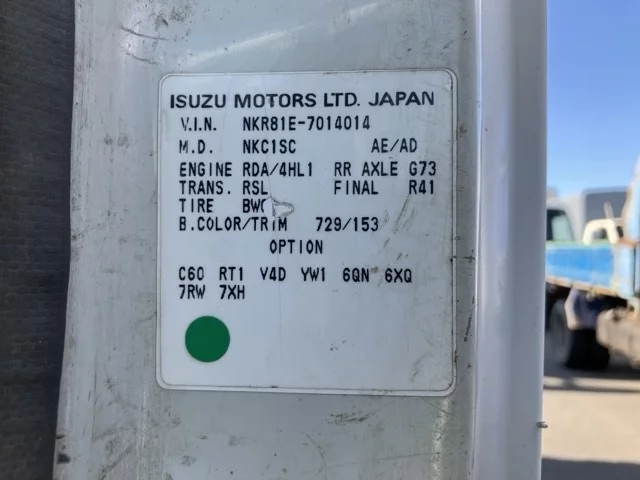 ISUZU MOTORS LTD. JAPAN
V.I.N. NKR81E-7014014
M.D. NKC1SC AE/AD
ENGINE RDA/4HL1 RR AXLE G73
TRANS. RSL FINAL R41
TIRE
B.COLOR/TRIM 729/153
OPTION
C60 RT1 V4D YW1 6QN 6XQ
7RW 7XH